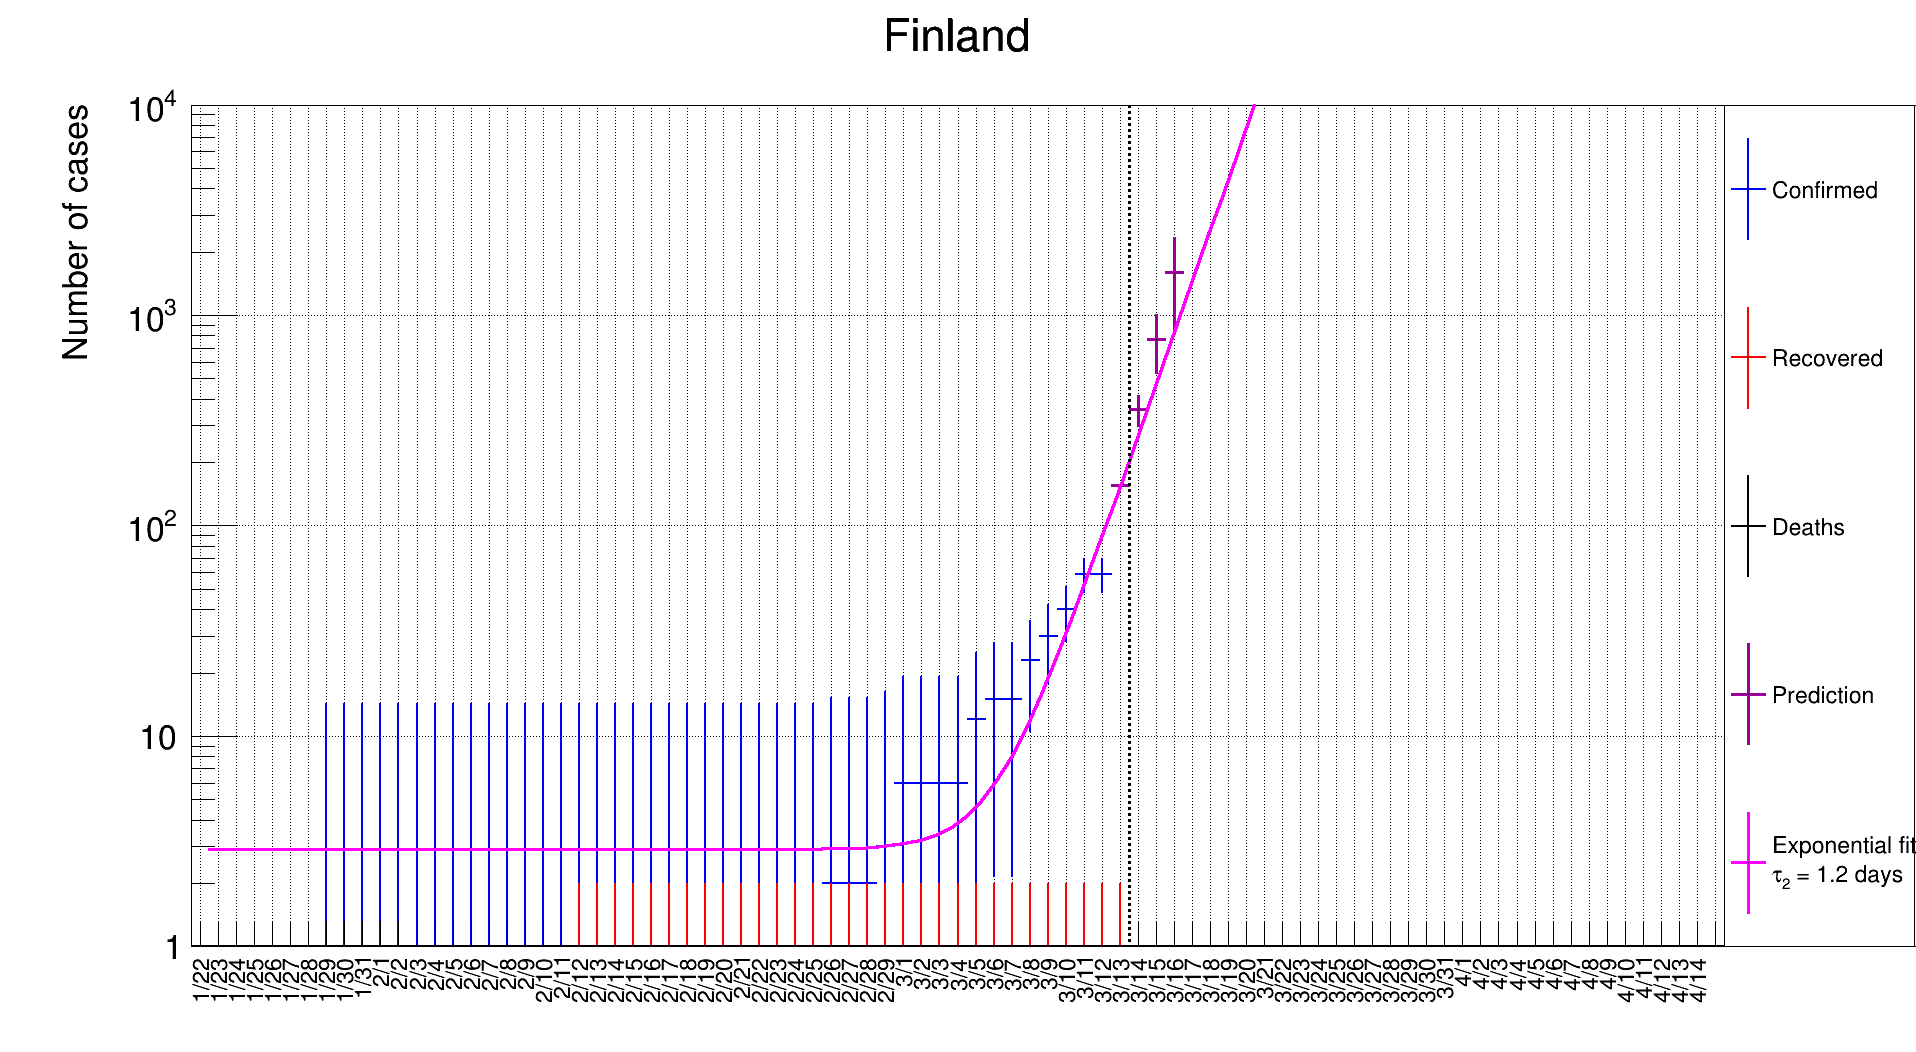 Finland
Number of cases
10^4
10^3
10^2
10
1
1/22 1/23 1/24 1/25 1/26 1/27 1/28 1/29 1/30 1/31 2/1 2/2 2/3 2/4 2/5 2/6 2/7 2/8 2/9 2/10 2/11 2/12 2/13 2/14 2/15 2/16 2/17 2/18 2/19 2/20 2/21 2/22 2/23 2/24 2/25 2/26 2/27 2/28 2/29 3/1 3/2 3/3 3/4 3/5 3/6 3/7 3/8 3/9 3/10 3/11 3/12 3/13 3/14 3/15 3/16 3/17 3/18 3/19 3/20 3/21 3/22 3/23 3/24 3/25 3/26 3/27 3/28 3/29 3/30 3/31 4/1 4/2 4/3 4/4 4/5 4/6 4/7 4/8 4/9 4/10 4/11 4/12 4/13 4/14
Confirmed
Recovered
Deaths
Prediction
Exponential fit
τ₂ = 1.2 days